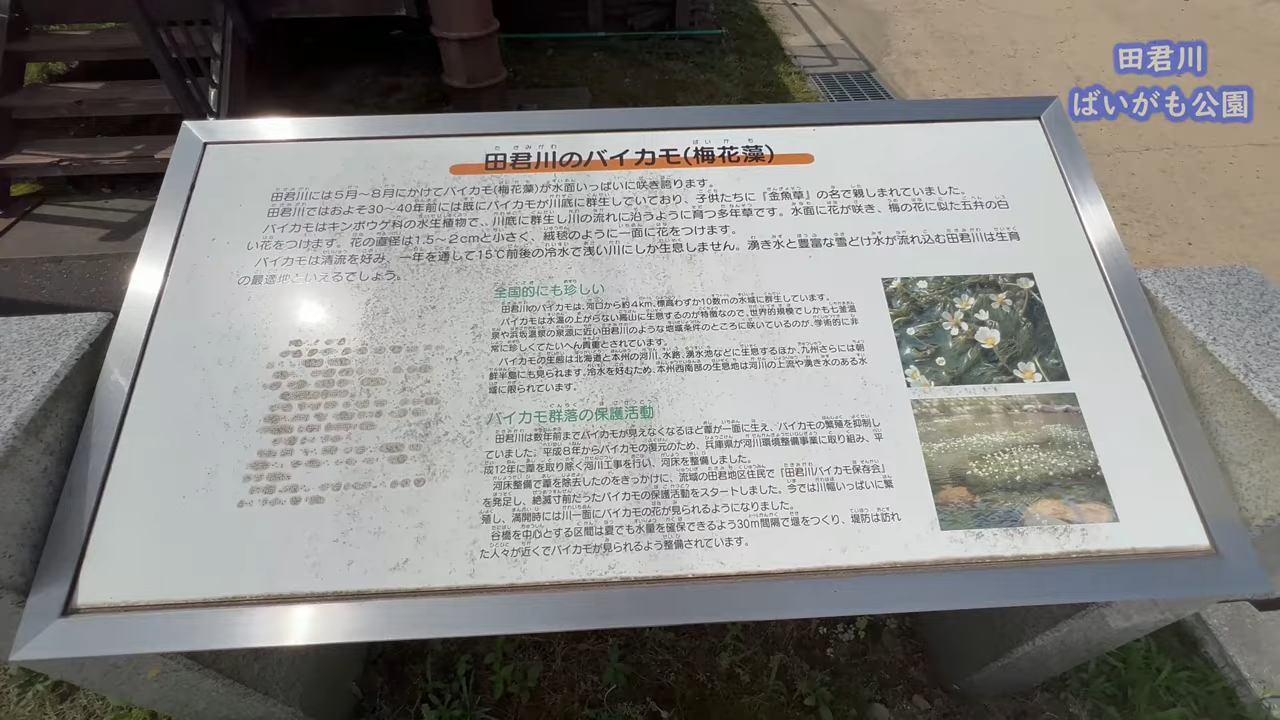 田君川
ばいがも公園
田君川のバイカモ(梅花藻)
田君川には5月~8月にかけてバイカモ(梅花藻)が水面いっぱいに咲き誇ります。
田君川ではおよそ30~40年前には既にバイカモが川底に群生しており、子供たちに『金魚草』の名で親しまれていました。
バイカモはキンポウゲ科の水生植物で、川底に群生し川の流れに沿うように育つ多年草です。水面に花が咲き、梅の花に似た五弁の白
い花をつけます。花の直径は1.5~2cmと小さく、絨毯のように一面に花をつけます。
バイカモは清流を好み、一年を通して15℃前後の冷水で浅い川にしか生息しません。湧き水と豊富な雪どけ水が流れ込む田君川は生育
の最適地といえるでしょう。
全国的にも珍しい
田君川のバイカモは、河口から約4km、標高わずか10数mの水域に群生しています。
バイカモは水温の上がらない高山に生息するのが特徴なので、世界的規模でしかも七釜温
泉や浜坂温泉の泉源に近い田君川のような地域条件のところに咲いているのが、学術的に非
常に珍しくてたいへん貴重とされています。
バイカモの生態は北海道と本州の河川、水路、湧水池などに生息するほか、九州さらには朝
鮮半島にも見られます。冷水を好むため、本州西南部の生息地は河川の上流や湧き水のある水
域に限られています。
バイカモ群落の保護活動
田君川は数年前までバイカモが見えなくなるほど葦が一面に生え、バイカモの繁殖を抑制し
ていました。平成8年からバイカモの復元のため、兵庫県が河川環境整備事業に取り組み、平
成12年に葦を取り除く河川工事を行い、河床を整備しました。
河床整備で葦を除去したのをきっかけに、流域の田君地区住民で「田君川バイカモ保存会」
を発足し、絶滅寸前だったバイカモの保護活動をスタートしました。今では川幅いっぱいに繁
殖し、満開時には川一面にバイカモの花が見られるようになりました。
谷橋を中心とする区間は夏でも水量を確保できるよう30m間隔で堰をつくり、堤防は訪れ
た人々が近くでバイカモが見られるよう整備されています。